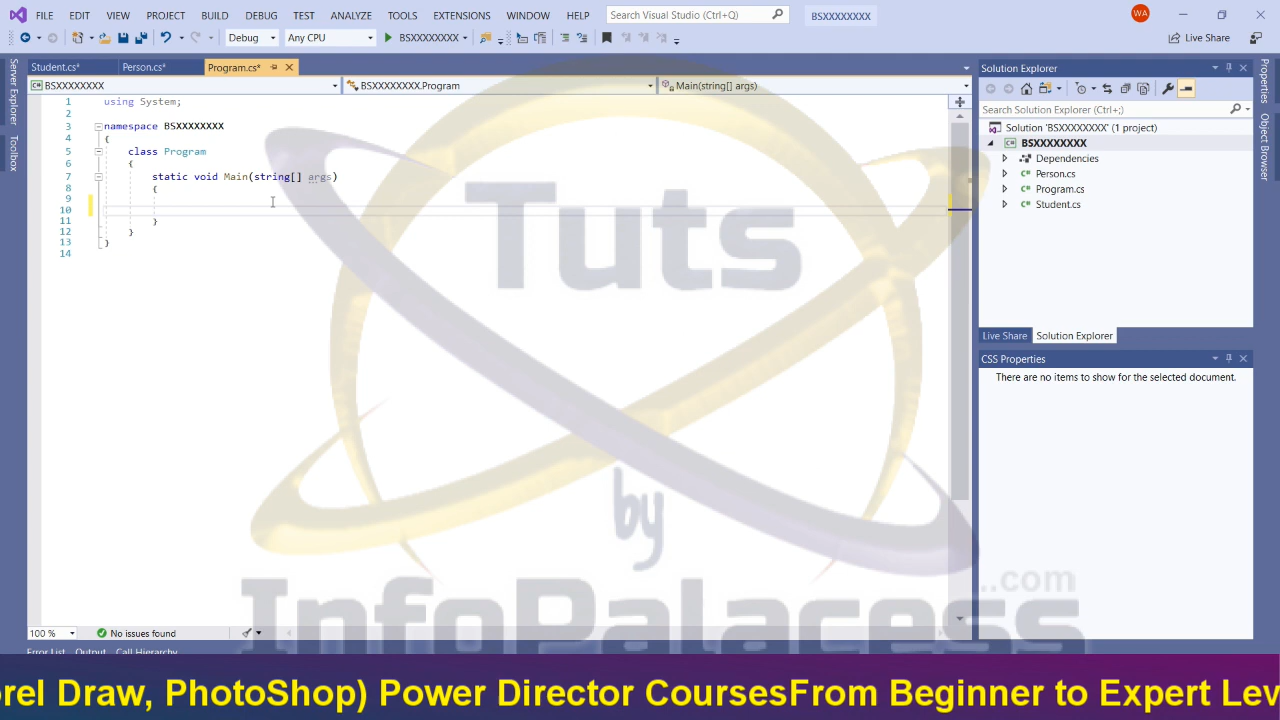 FILE EDIT VIEW PROJECT BUILD DEBUG TEST ANALYZE TOOLS EXTENSIONS WINDOW HELP Search Visual Studio (Ctrl+Q) BSXXXXXXXX WA
Debug Any CPU BSXXXXXXXX Live Share
Server Explorer
Toolbox
Student.cs* Person.cs* Program.cs*
BSXXXXXXXX BSXXXXXXXX.Program Main(string[] args)
1 using System;
2
3 namespace BSXXXXXXXX
4 {
5 class Program
6 {
7 static void Main(string[] args)
8 {
9
10
11 }
12 }
13 }
14
100 % No issues found
Error List Output Call Hierarchy
Solution Explorer
Search Solution Explorer (Ctrl+;)
Solution 'BSXXXXXXXX' (1 project)
BSXXXXXXXX
Dependencies
Person.cs
Program.cs
Student.cs
Live Share Solution Explorer
CSS Properties
There are no items to show for the selected document.
Properties
Object Browser
Tuts
by
InfoPalacess
..com
orel Draw, PhotoShop) Power Director CoursesFrom Beginner to Expert Lev